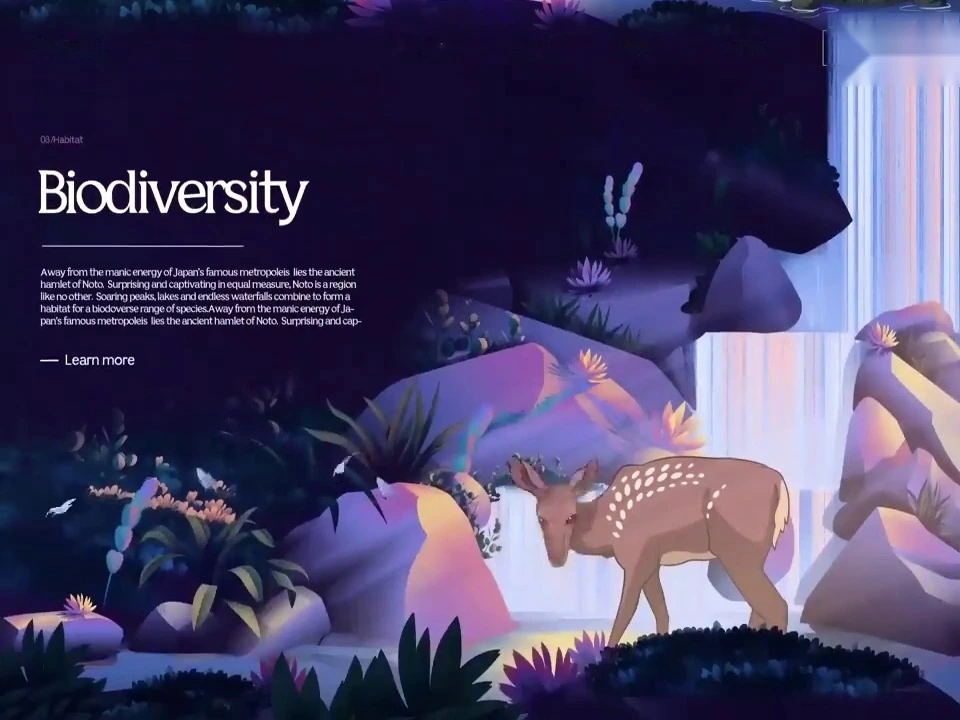 03/Habitat
Biodiversity
Away from the manic energy of Japan's famous metropoleis lies the ancient
hamlet of Noto. Surprising and captivating in equal measure, Noto is a region
like no other. Soaring peaks, lakes and endless waterfalls combine to form a
habitat for a biodoverse range of species.Away from the manic energy of Ja-
pan's famous metropoleis lies the ancient hamlet of Noto. Surprising and cap-
Learn more